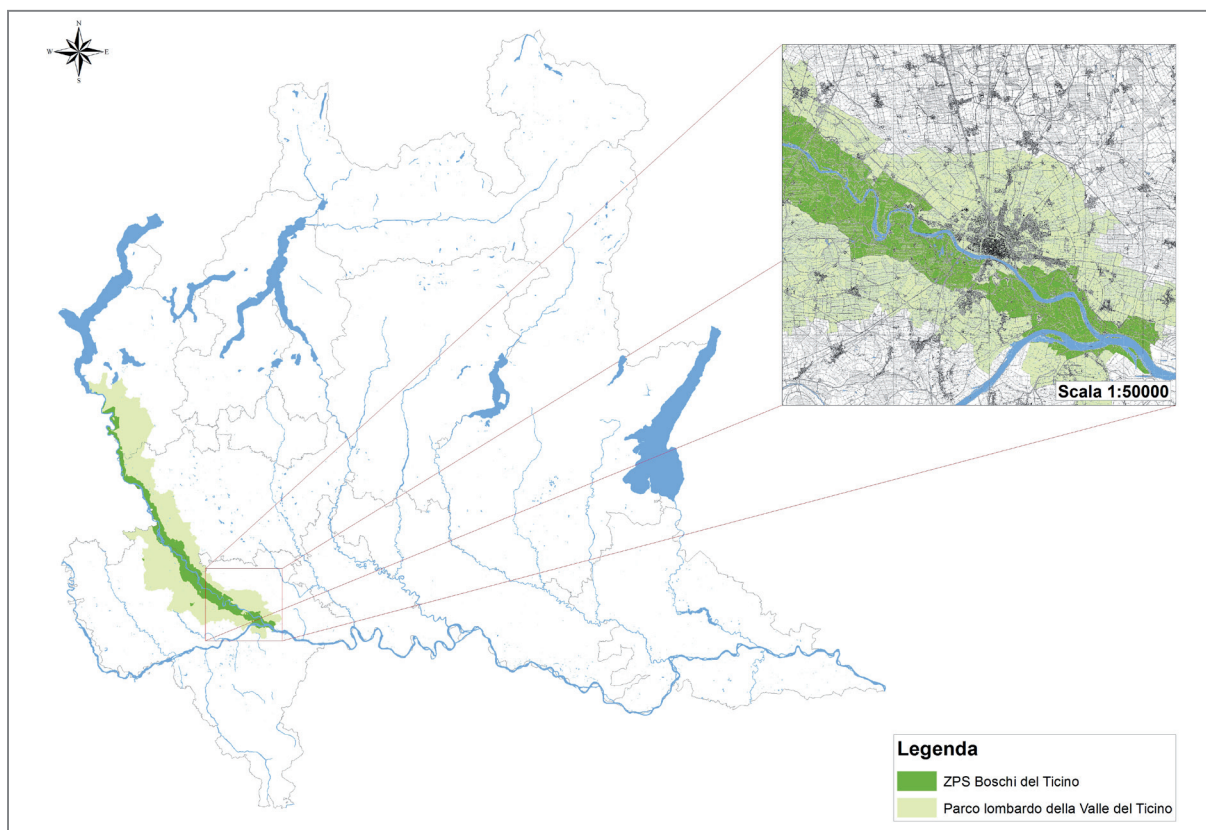 N
W E
S
Scala 1:50000
Legenda
ZPS Boschi del Ticino
Parco lombardo della Valle del Ticino